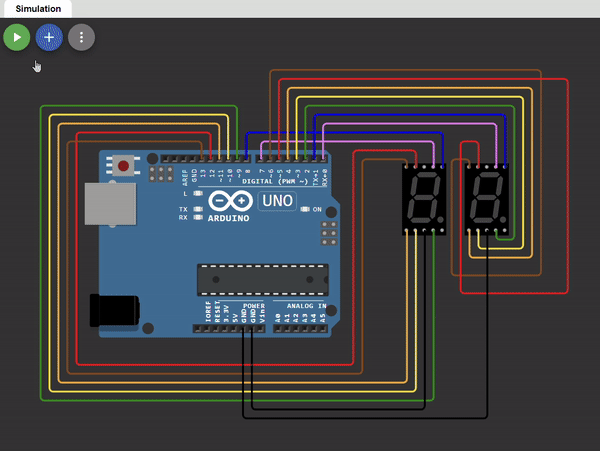 Simulation
AREF
GND
13
12
~11
~10
~9
8
7
~6
~5
4
~3
2
TX→1
RX←0
DIGITAL (PWM ~)
L
TX
RX
ARDUINO
UNO
ON
IOREF
RESET
3.3V
5V
GND
GND
Vin
POWER
ANALOG IN
A0
A1
A2
A3
A4
A5